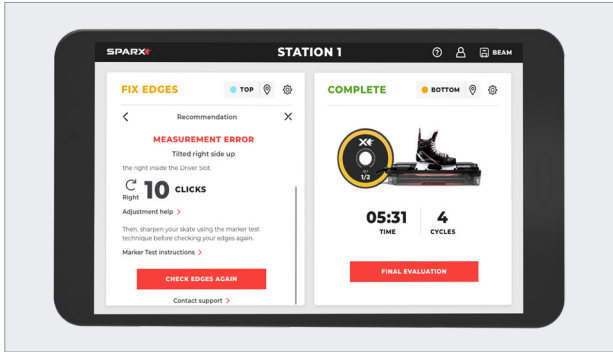 SPARX
STATION 1
BEAM
FIX EDGES
TOP
Recommendation
MEASUREMENT ERROR
Tilted right side up
the right inside the Driver Slot.
Right
10 CLICKS
Adjustment help >
Then, sharpen your skate using the marker test
technique before checking your edges again.
Marker Test instructions >
CHECK EDGES AGAIN
Contact support >
COMPLETE
BOTTOM
1/2
05:31
TIME
4
CYCLES
FINAL EVALUATION